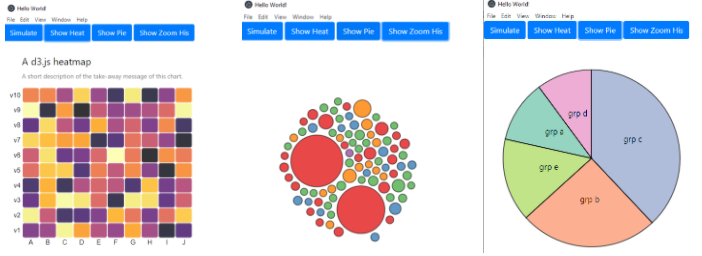 Hello World!
File Edit View Window Help
Simulate Show Heat Show Pie Show Zoom His
A d3.js heatmap
A short description of the take-away message of this chart.
v10
v9
v8
v7
v6
v5
v4
v3
v2
v1
A B C D E F G H I J
Hello World!
File Edit View Window Help
Simulate Show Heat Show Pie Show Zoom His
Hello World!
File Edit View Window Help
Simulate Show Heat Show Pie Show Zoom His
grp d
grp c
grp a
grp e
grp b